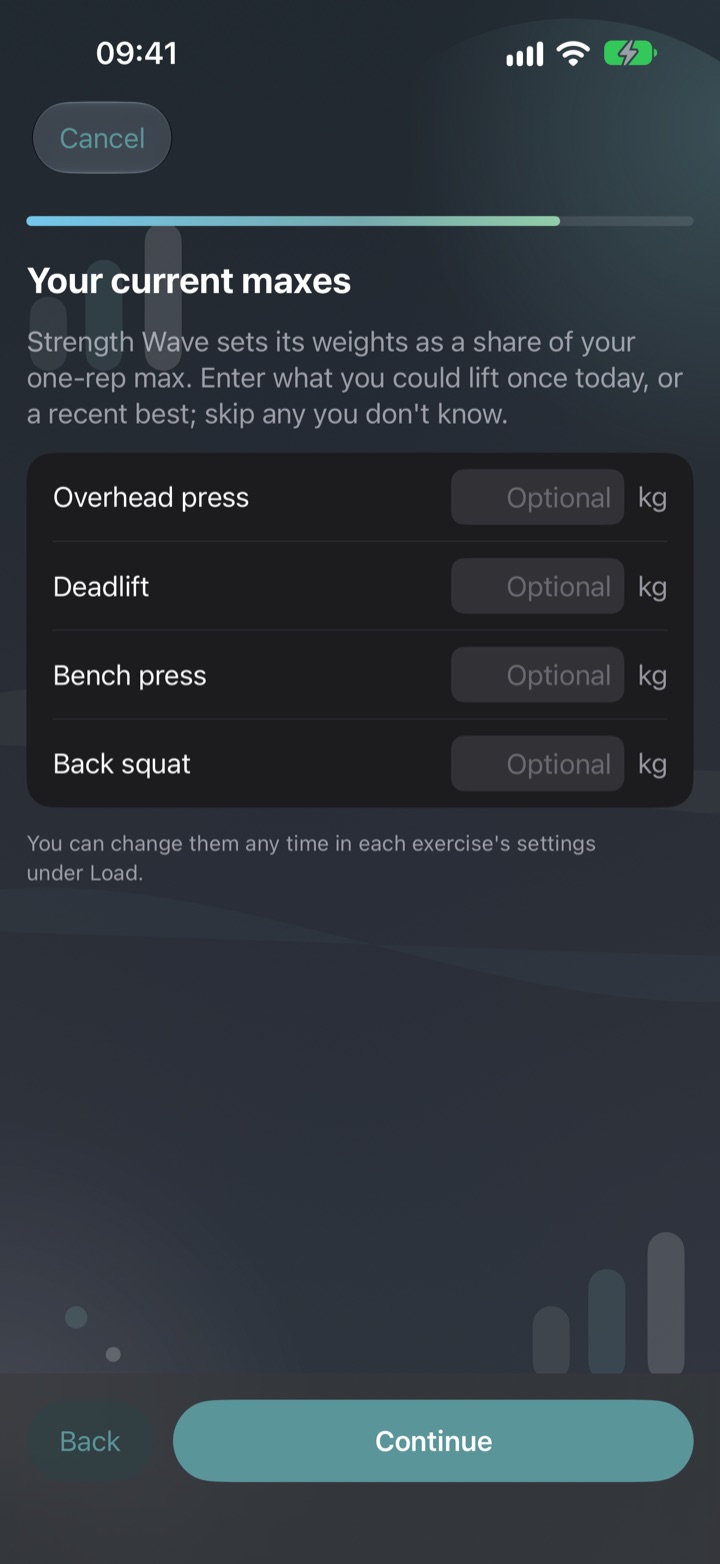 09:41
Cancel
Your current maxes
Strength Wave sets its weights as a share of your
one-rep max. Enter what you could lift once today, or
a recent best; skip any you don't know.
Overhead press Optional kg
Deadlift Optional kg
Bench press Optional kg
Back squat Optional kg
You can change them any time in each exercise's settings
under Load.
Back Continue